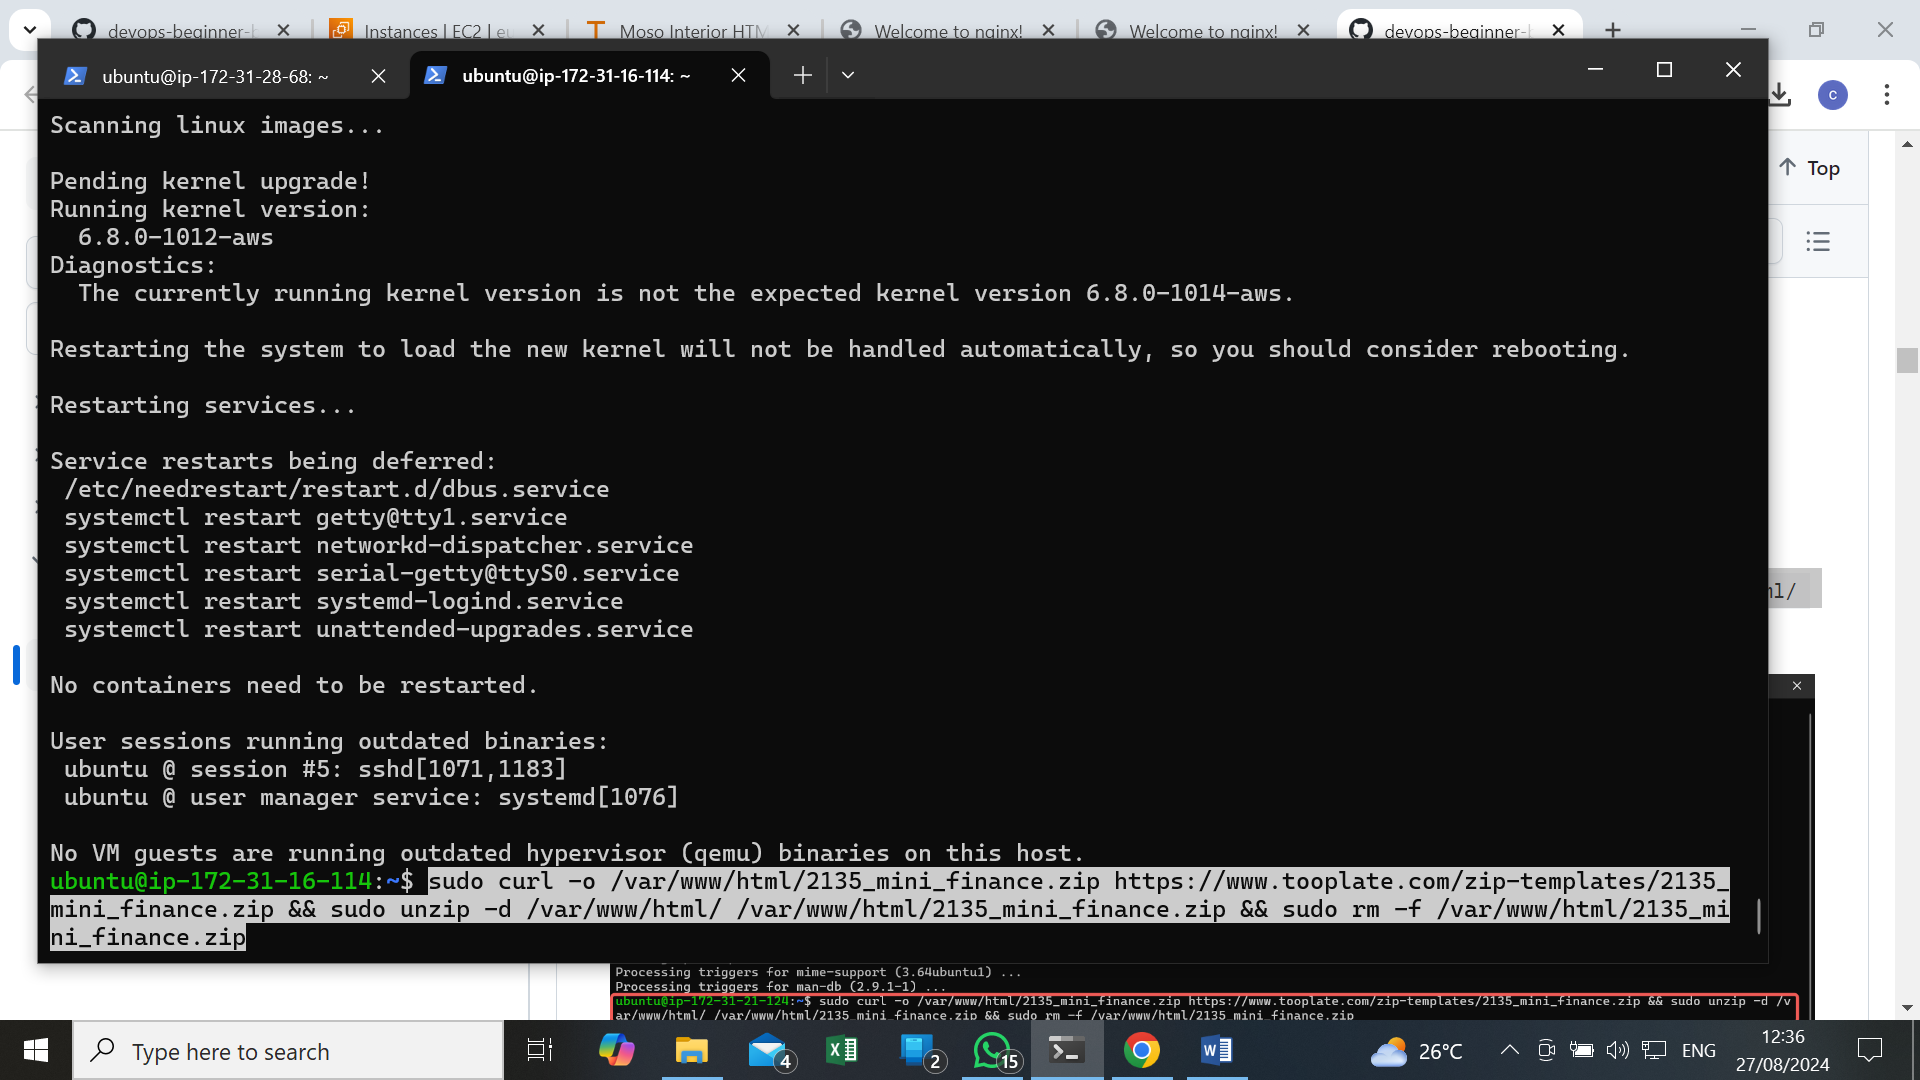 devops-beginner-b
Instances | EC2 | eu
Moso Interior HTM
Welcome to nginx!
Welcome to nginx!
devops-beginner-b
ubuntu@ip-172-31-28-68: ~
ubuntu@ip-172-31-16-114: ~
C
Top
Scanning linux images...
Pending kernel upgrade!
Running kernel version:
6.8.0-1012-aws
Diagnostics:
The currently running kernel version is not the expected kernel version 6.8.0-1014-aws.
Restarting the system to load the new kernel will not be handled automatically, so you should consider rebooting.
Restarting services...
Service restarts being deferred:
/etc/needrestart/restart.d/dbus.service
systemctl restart getty@tty1.service
systemctl restart networkd-dispatcher.service
systemctl restart serial-getty@ttyS0.service
systemctl restart systemd-logind.service
systemctl restart unattended-upgrades.service
No containers need to be restarted.
User sessions running outdated binaries:
ubuntu @ session #5: sshd[1071,1183]
ubuntu @ user manager service: systemd[1076]
No VM guests are running outdated hypervisor (qemu) binaries on this host.
ubuntu@ip-172-31-16-114:~$ sudo curl -o /var/www/html/2135_mini_finance.zip https://www.tooplate.com/zip-templates/2135_
mini_finance.zip && sudo unzip -d /var/www/html/ /var/www/html/2135_mini_finance.zip && sudo rm -f /var/www/html/2135_mi
ni_finance.zip
Processing triggers for mime-support (3.64ubuntu1) ...
Processing triggers for man-db (2.9.1-1) ...
ubuntu@ip-172-31-21-124:~$ sudo curl -o /var/www/html/2135_mini_finance.zip https://www.tooplate.com/zip-templates/2135_mini_finance.zip && sudo unzip -d /v
ar/www/html/ /var/www/html/2135_mini_finance.zip && sudo rm -f /var/www/html/2135_mini_finance.zip
Type here to search
4
2
15
26°C
ENG
12:36
27/08/2024